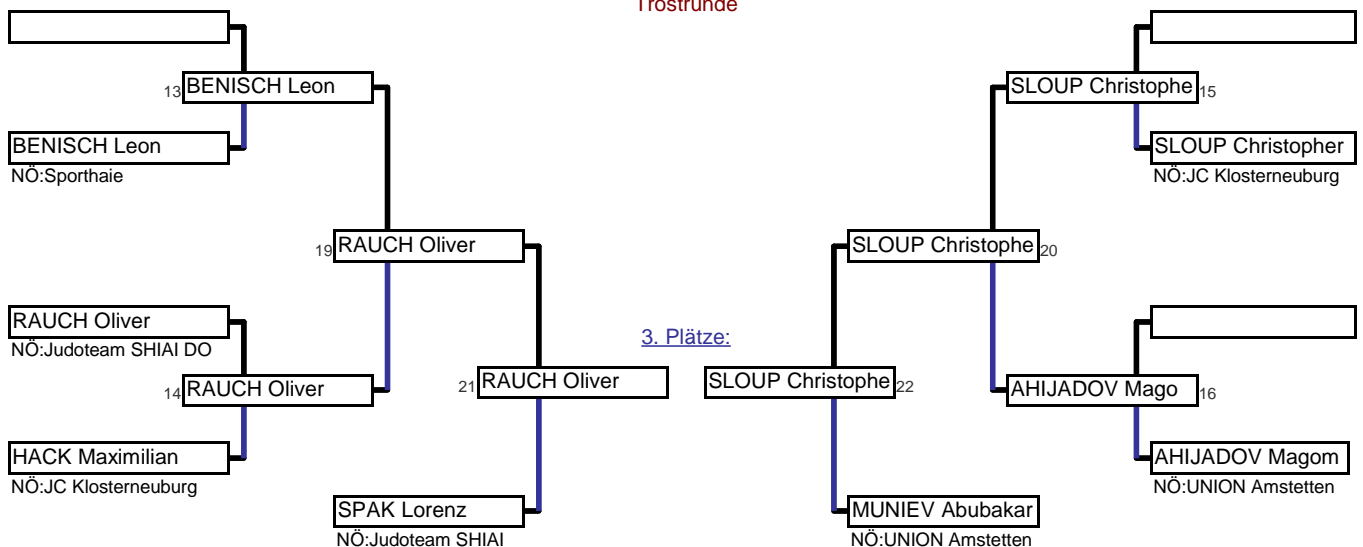 Trostrunde
13 BENISCH Leon
SLOUP Christophe 15
BENISCH Leon
NÖ:Sporthaie
SLOUP Christopher
NÖ:JC Klosterneuburg
19 RAUCH Oliver
SLOUP Christophe 20
RAUCH Oliver
NÖ:Judoteam SHIAI DO
3. Plätze:
14 RAUCH Oliver
21 RAUCH Oliver
SLOUP Christophe 22
AHIJADOV Mago 16
HACK Maximilian
NÖ:JC Klosterneuburg
AHIJADOV Magom
NÖ:UNION Amstetten
SPAK Lorenz
NÖ:Judoteam SHIAI
MUNIEV Abubakar
NÖ:UNION Amstetten